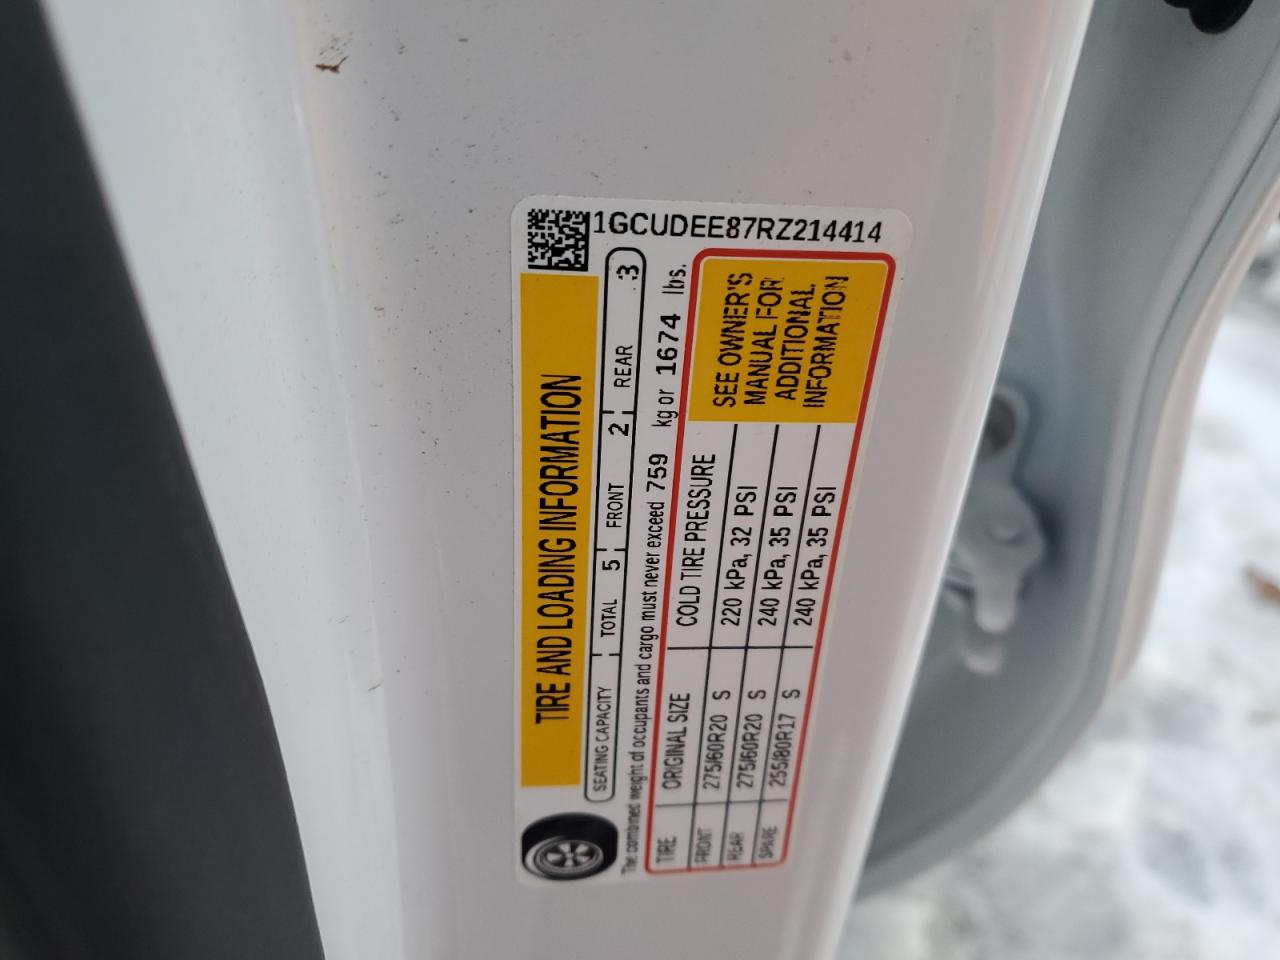 1GCUDEE87RZ214414
TIRE AND LOADING INFORMATION
SEATING CAPACITY TOTAL 5 FRONT 2 REAR 3
The combined weight of occupants and cargo must never exceed 759 kg or 1674 lbs.
TIRE ORIGINAL SIZE COLD TIRE PRESSURE
FRONT 275/60R20 S 220 kPa, 32 PSI
REAR 275/60R20 S 240 kPa, 35 PSI
SPARE 255/80R17 S 240 kPa, 35 PSI
SEE OWNER'S
MANUAL FOR
ADDITIONAL
INFORMATION